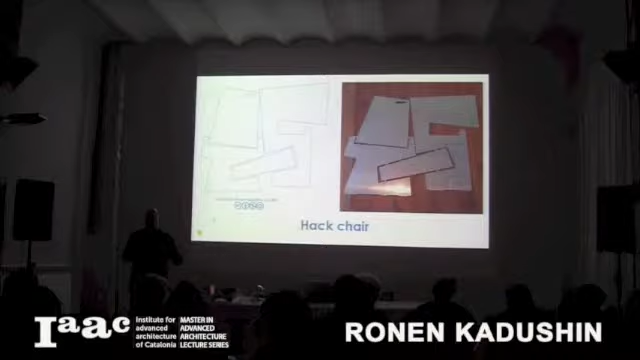 Hack chair
Iaac
Institute for
advanced
architecture
of Catalonia
MASTER IN
ADVANCED
ARCHITECTURE
LECTURE SERIES
RONEN KADUSHIN